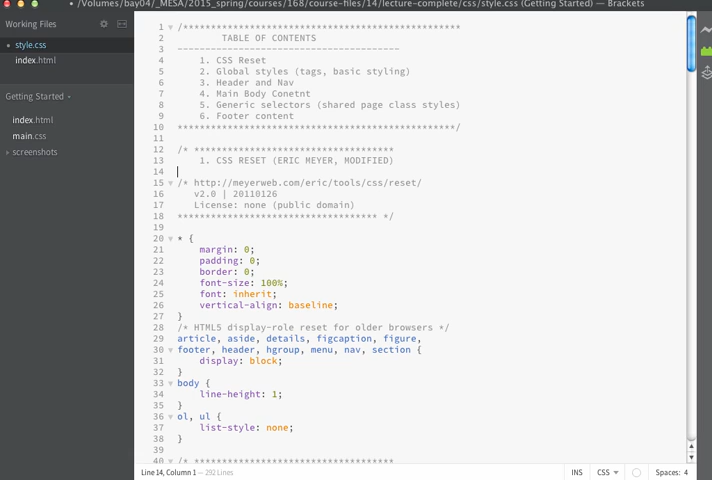 /Volumes/bay04/_MESA/2015_spring/courses/168/course-files/14/lecture-complete/css/style.css (Getting Started) — Brackets
Working Files
style.css
index.html
Getting Started
index.html
main.css
screenshots
1 /*************************************************
2 TABLE OF CONTENTS
3 ----------------------------------------
4 1. CSS Reset
5 2. Global styles (tags, basic styling)
6 3. Header and Nav
7 4. Main Body Conetnt
8 5. Generic selectors (shared page class styles)
9 6. Footer content
10 **************************************************/
11
12 /* ************************************
13 1. CSS RESET (ERIC MEYER, MODIFIED)
14
15 /* http://meyerweb.com/eric/tools/css/reset/
16 v2.0 | 20110126
17 License: none (public domain)
18 ************************************ */
19
20 * {
21 margin: 0;
22 padding: 0;
23 border: 0;
24 font-size: 100%;
25 font: inherit;
26 vertical-align: baseline;
27 }
28 /* HTML5 display-role reset for older browsers */
29 article, aside, details, figcaption, figure,
30 footer, header, hgroup, menu, nav, section {
31 display: block;
32 }
33 body {
34 line-height: 1;
35 }
36 ol, ul {
37 list-style: none;
38 }
39
40 /* ************************************
Line 14, Column 1 — 292 Lines
INS
CSS
Spaces: 4